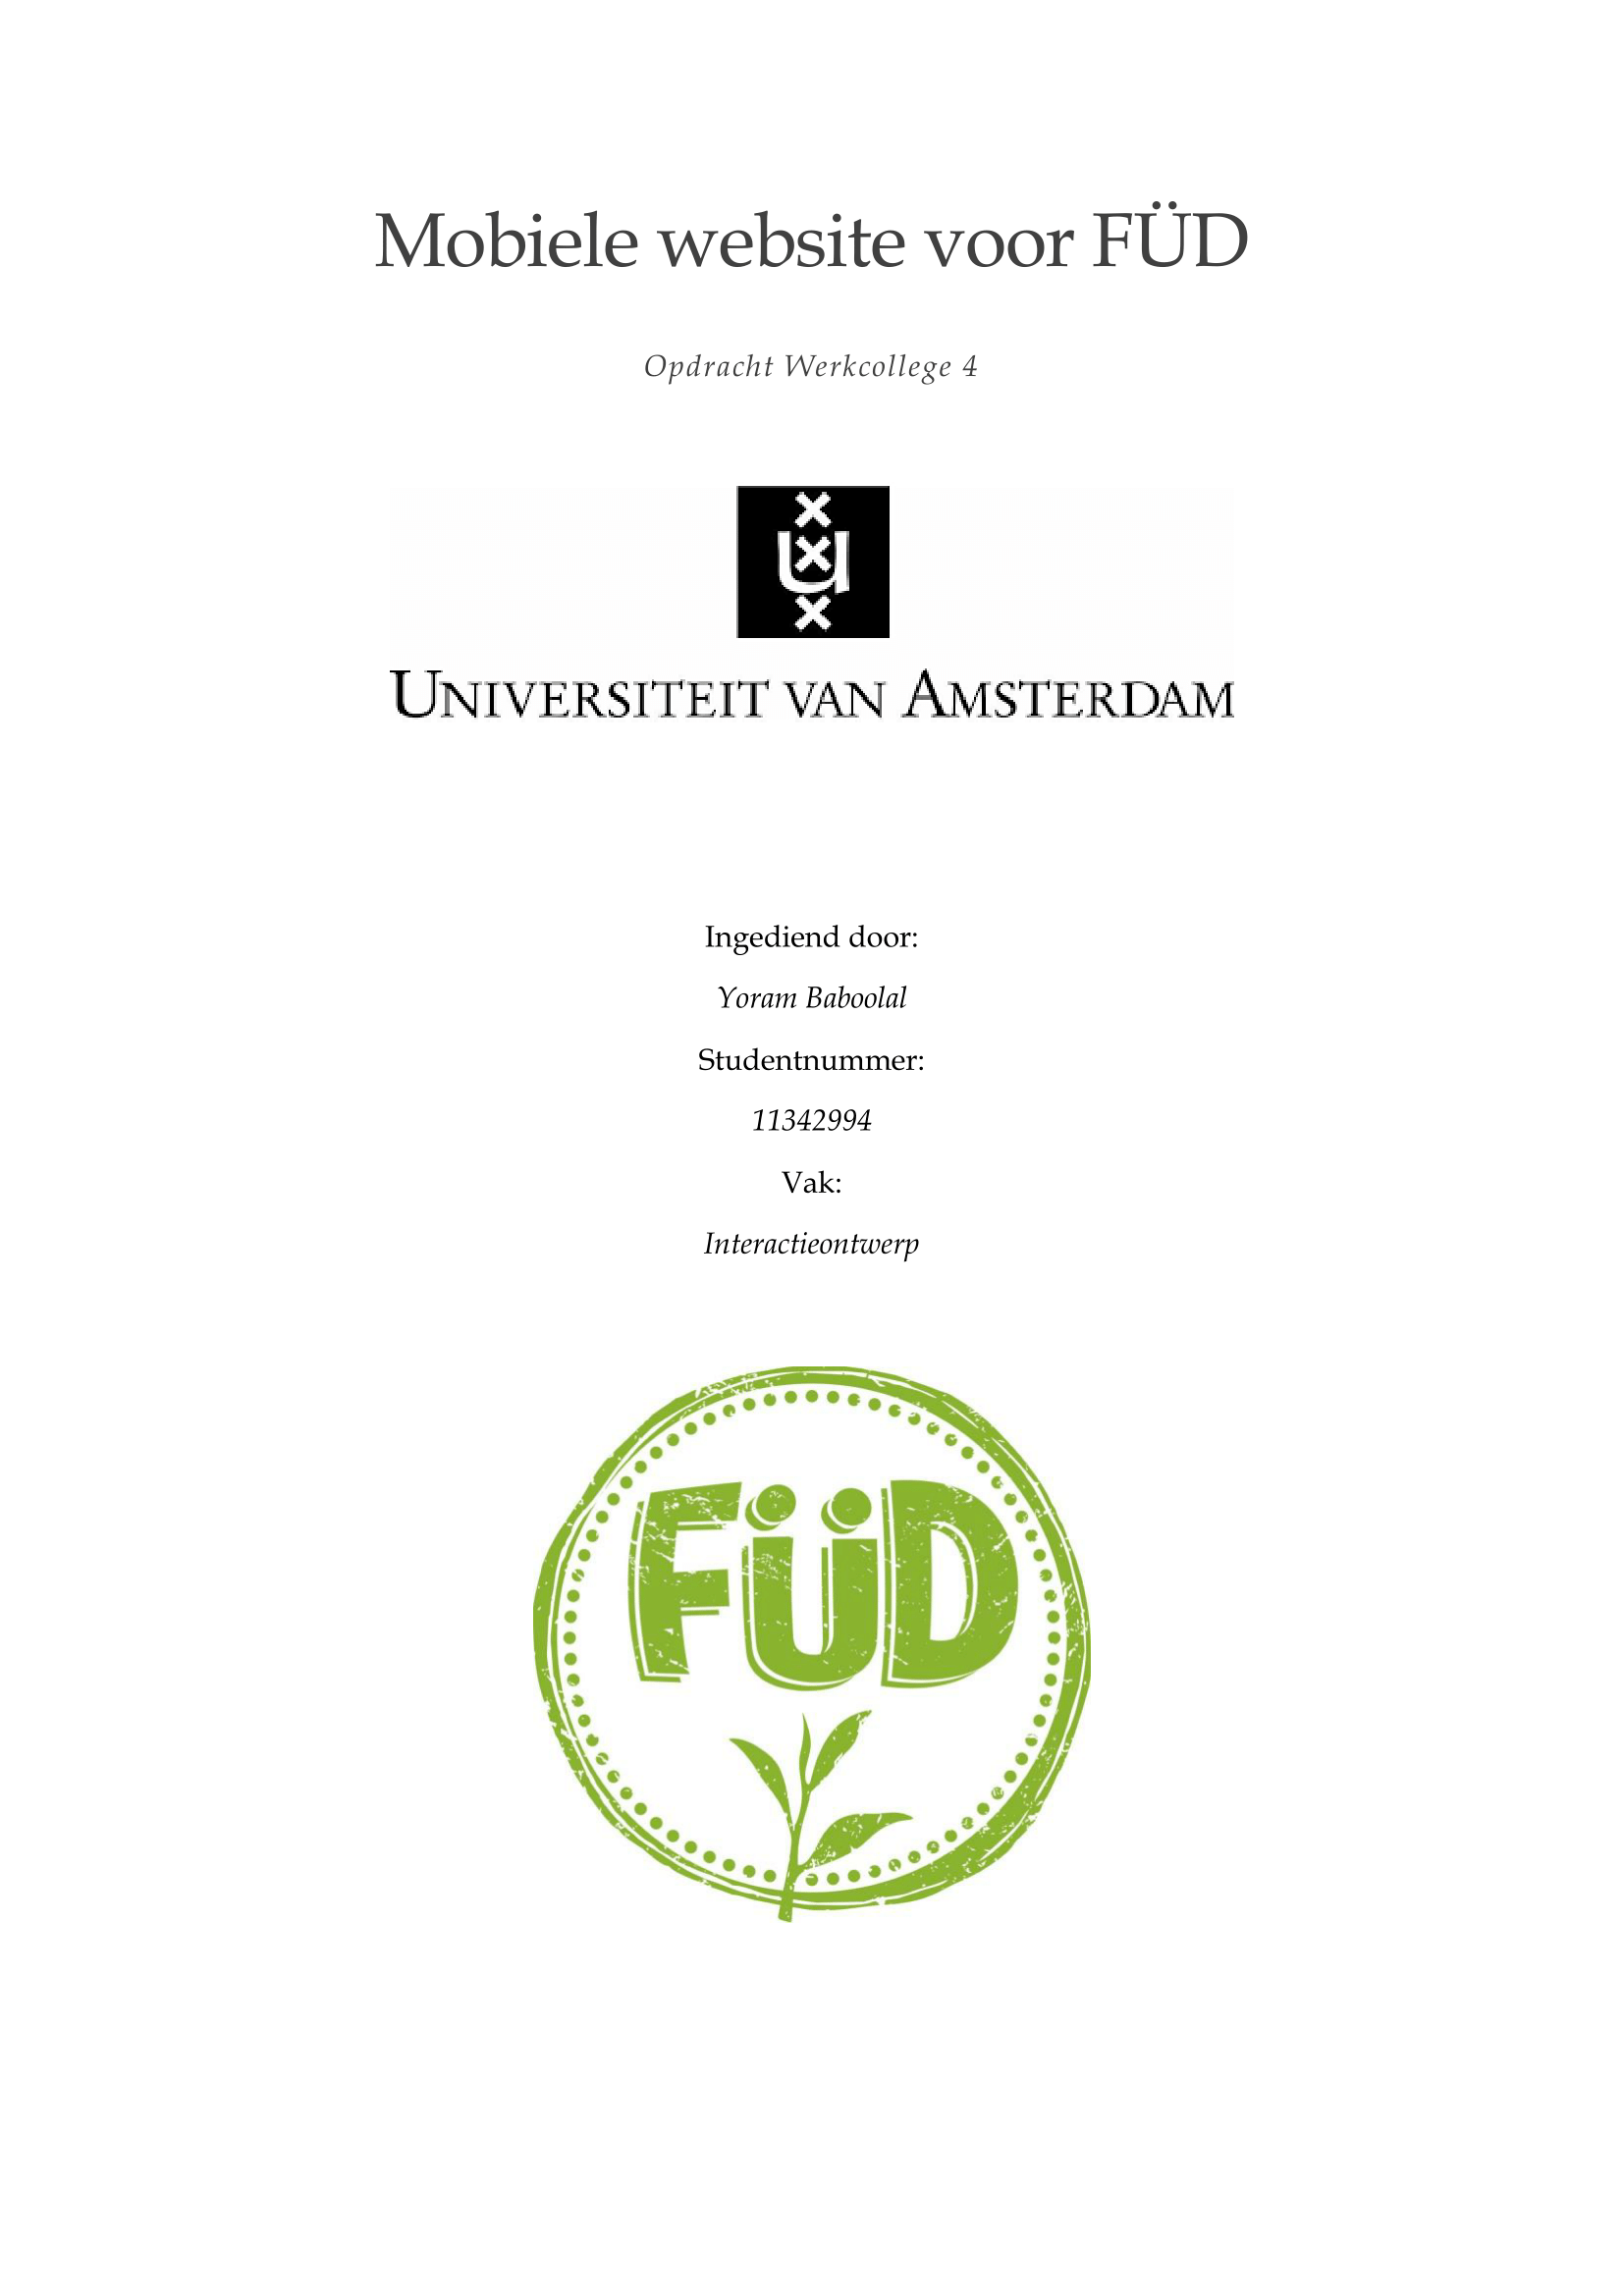 Mobiele website voor FÜD
Opdracht Werkcollege 4
U
UNIVERSITEIT VAN AMSTERDAM
Ingediend door:
Yoram Baboolal
Studentnummer:
11342994
Vak:
Interactieontwerp
FÜD